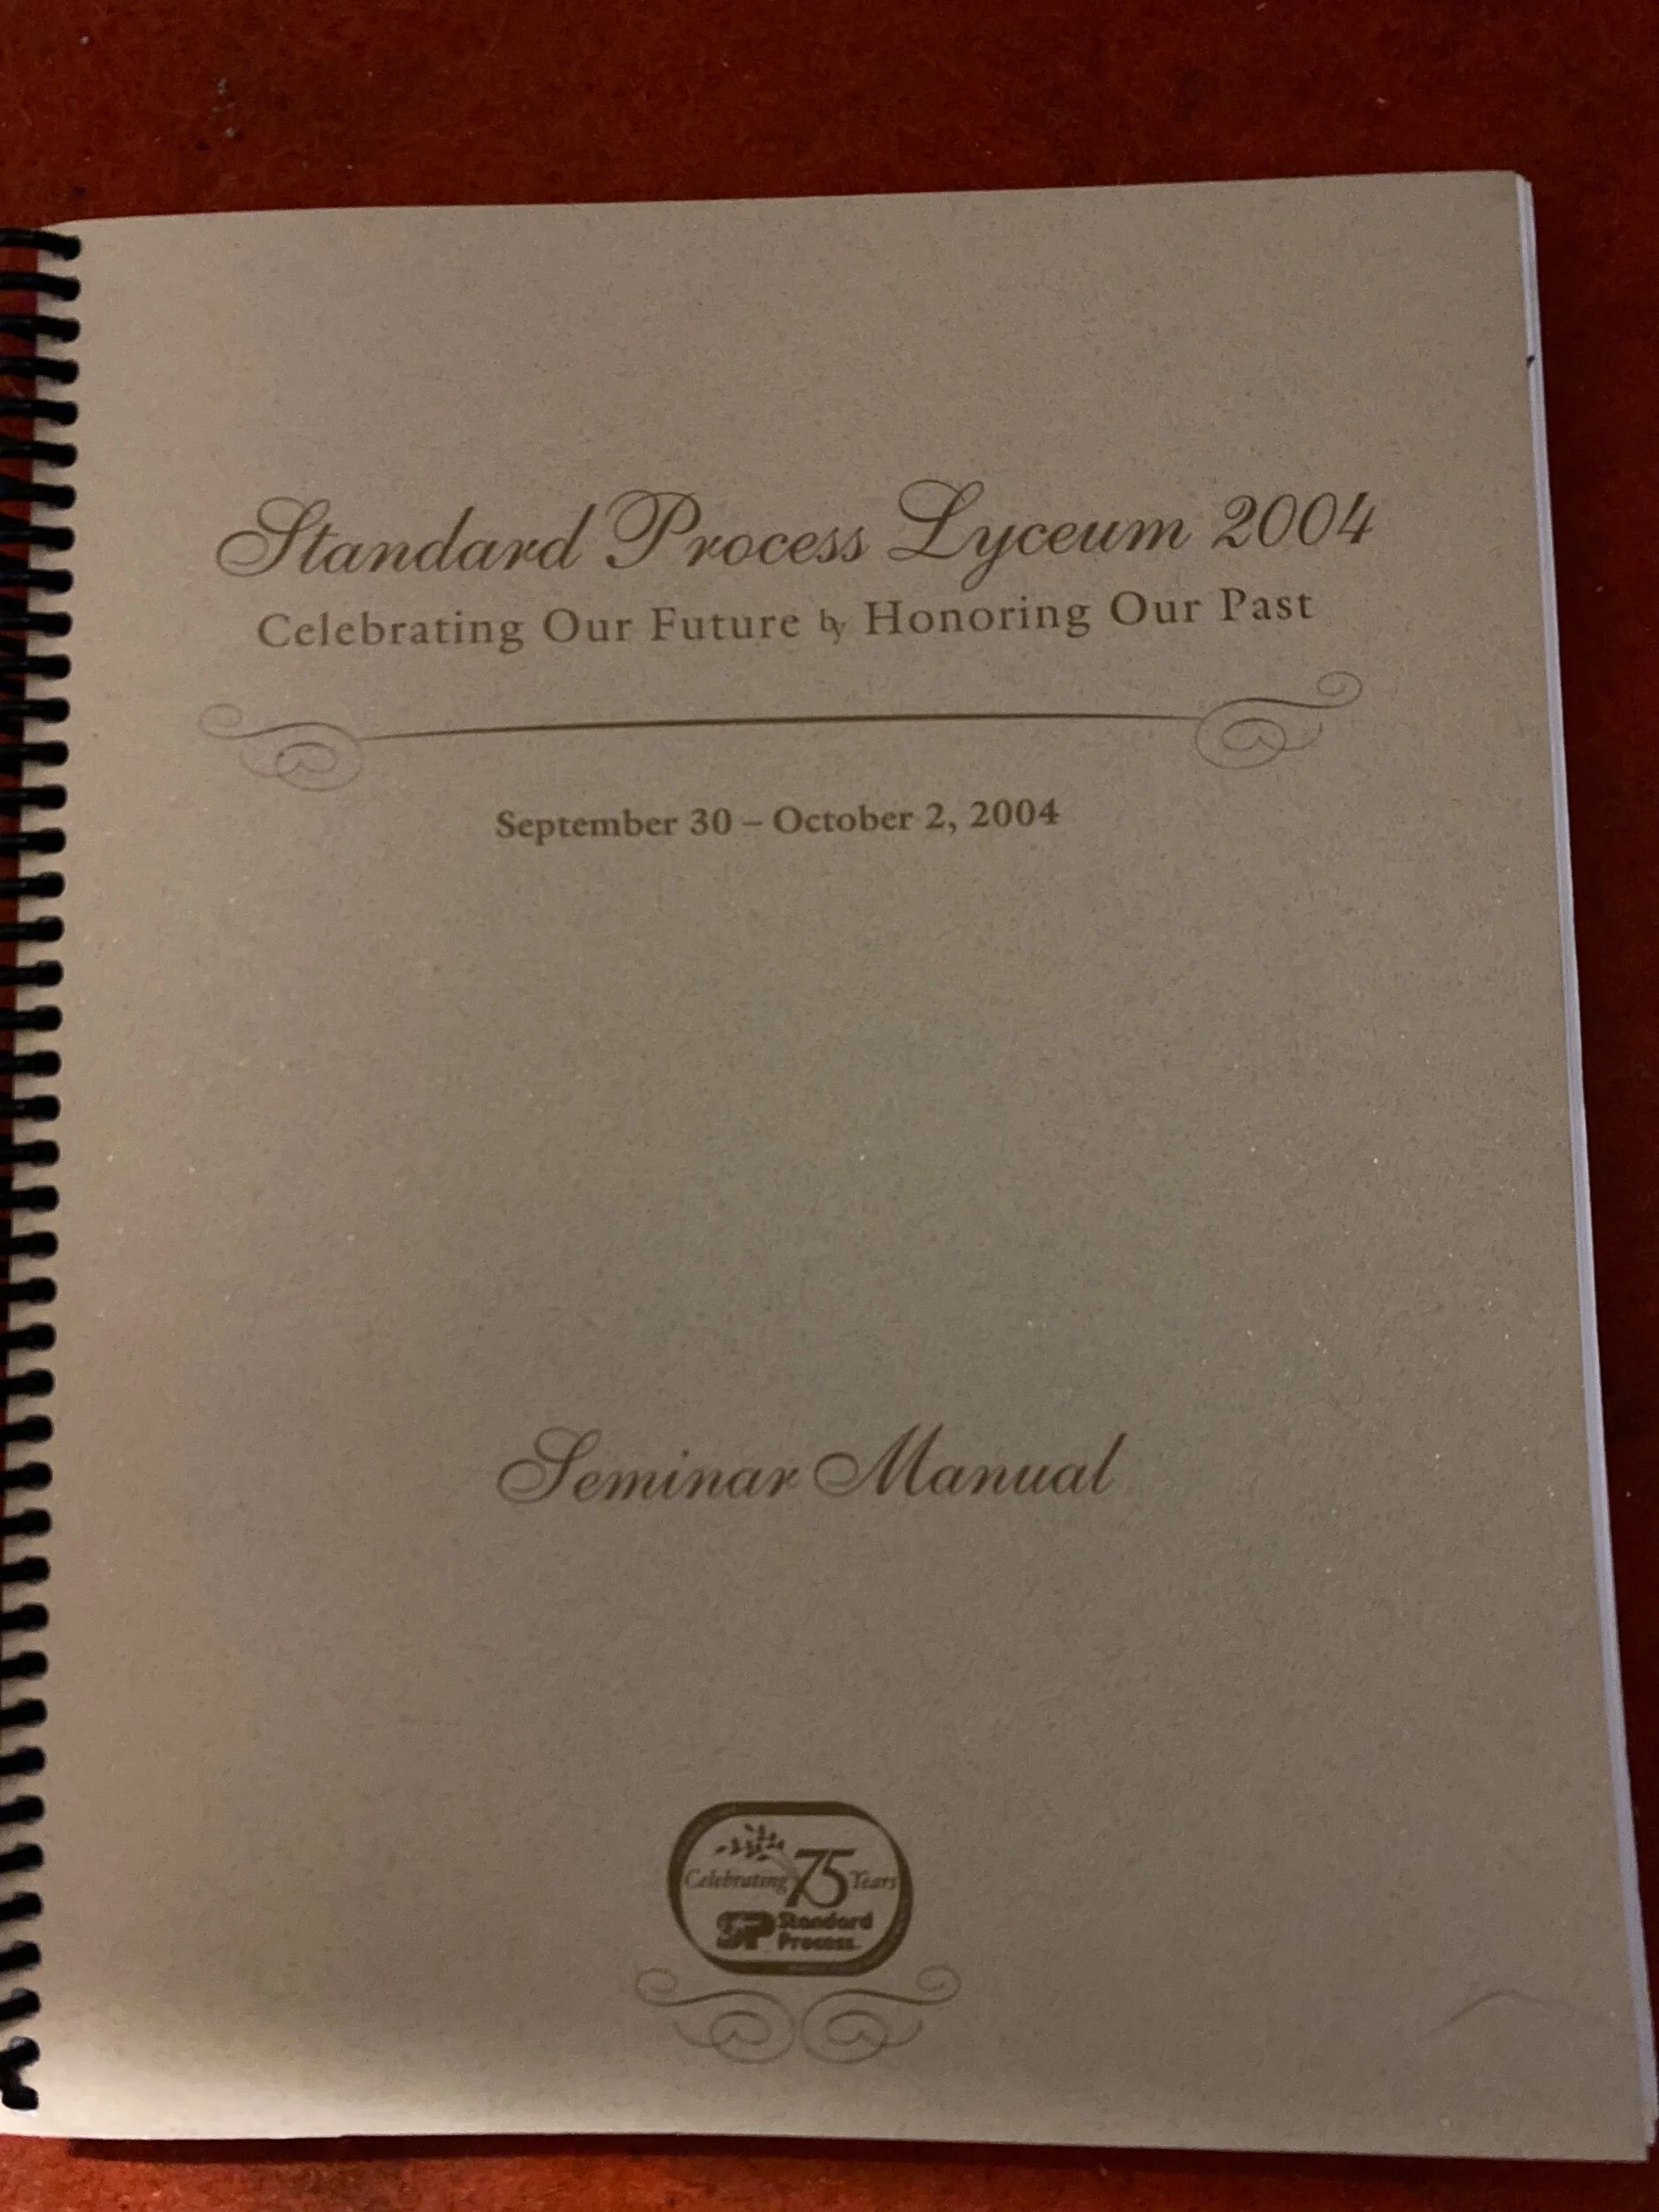 Standard Process Lyceum 2004
Celebrating Our Future by Honoring Our Past
September 30 – October 2, 2004
Seminar Manual
Celebrating 75 Years
SP Standard
Process